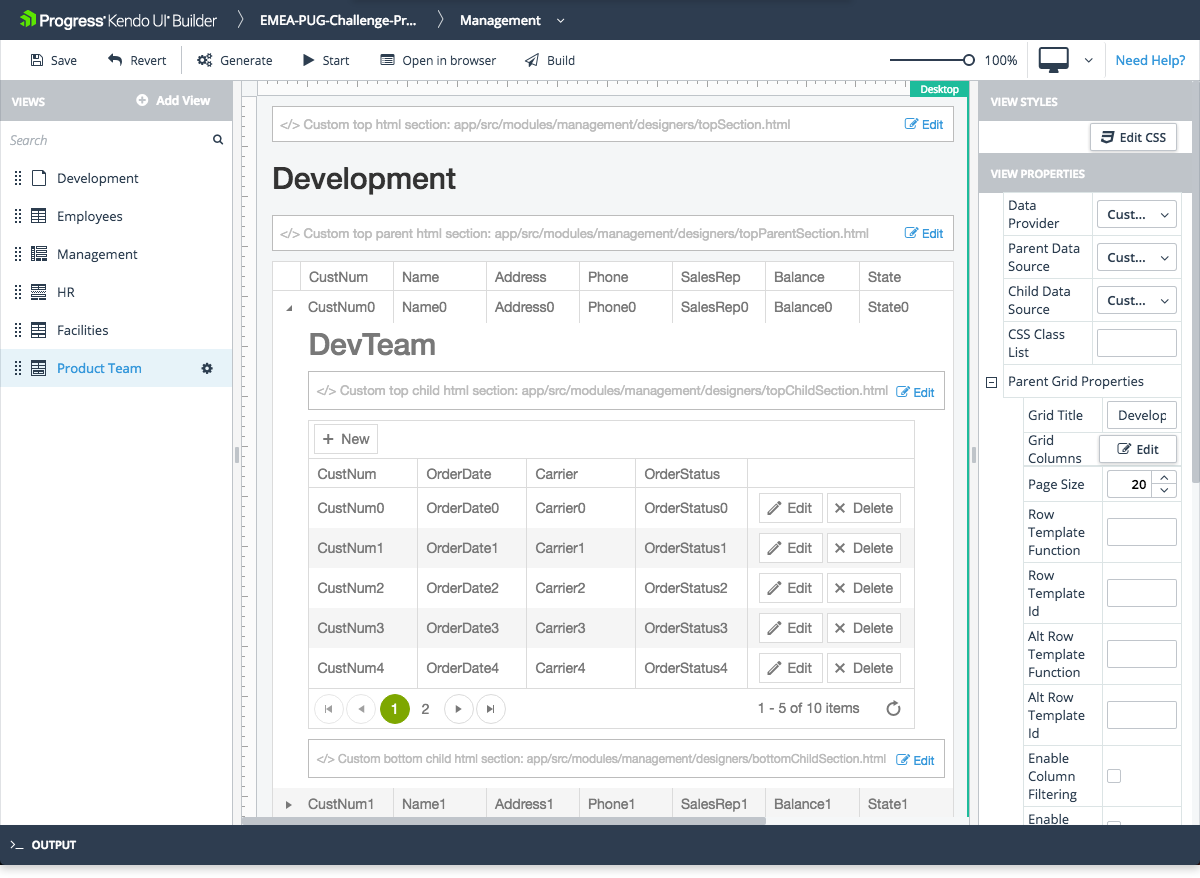 Progress Kendo UI Builder
EMEA-PUG-Challenge-Pr...
Management
Save
Revert
Generate
Start
Open in browser
Build
100%
Need Help?
VIEWS
Add View
Search
Development
Employees
Management
HR
Facilities
Product Team
Desktop
</> Custom top html section: app/src/modules/management/designers/topSection.html
Edit
Development
</> Custom top parent html section: app/src/modules/management/designers/topParentSection.html
Edit
CustNum Name Address Phone SalesRep Balance State
CustNum0 Name0 Address0 Phone0 SalesRep0 Balance0 State0
DevTeam
</> Custom top child html section: app/src/modules/management/designers/topChildSection.html
Edit
+ New
CustNum OrderDate Carrier OrderStatus
CustNum0 OrderDate0 Carrier0 OrderStatus0 Edit Delete
CustNum1 OrderDate1 Carrier1 OrderStatus1 Edit Delete
CustNum2 OrderDate2 Carrier2 OrderStatus2 Edit Delete
CustNum3 OrderDate3 Carrier3 OrderStatus3 Edit Delete
CustNum4 OrderDate4 Carrier4 OrderStatus4 Edit Delete
1 2
1 - 5 of 10 items
</> Custom bottom child html section: app/src/modules/management/designers/bottomChildSection.html
Edit
CustNum1 Name1 Address1 Phone1 SalesRep1 Balance1 State1
VIEW STYLES
Edit CSS
VIEW PROPERTIES
Data
Provider
Cust...
Parent Data
Source
Cust...
Child Data
Source
Cust...
CSS Class
List
Parent Grid Properties
Grid Title
Develop
Grid
Columns
Edit
Page Size
20
Row
Template
Function
Row
Template
Id
Alt Row
Template
Function
Alt Row
Template
Id
Enable
Column
Filtering
Enable
>_ OUTPUT